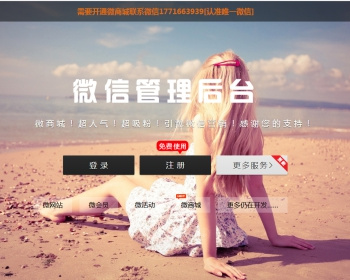 需要开通微商城联系微信1771663939[认准唯一微信]
微信管理后台
微商城！超人气！超吸粉！引爆微信营销！感谢您的支持！
免费使用
登录 注册 更多服务>
微网站 微会员 微活动 微商城 更多仍在开发......